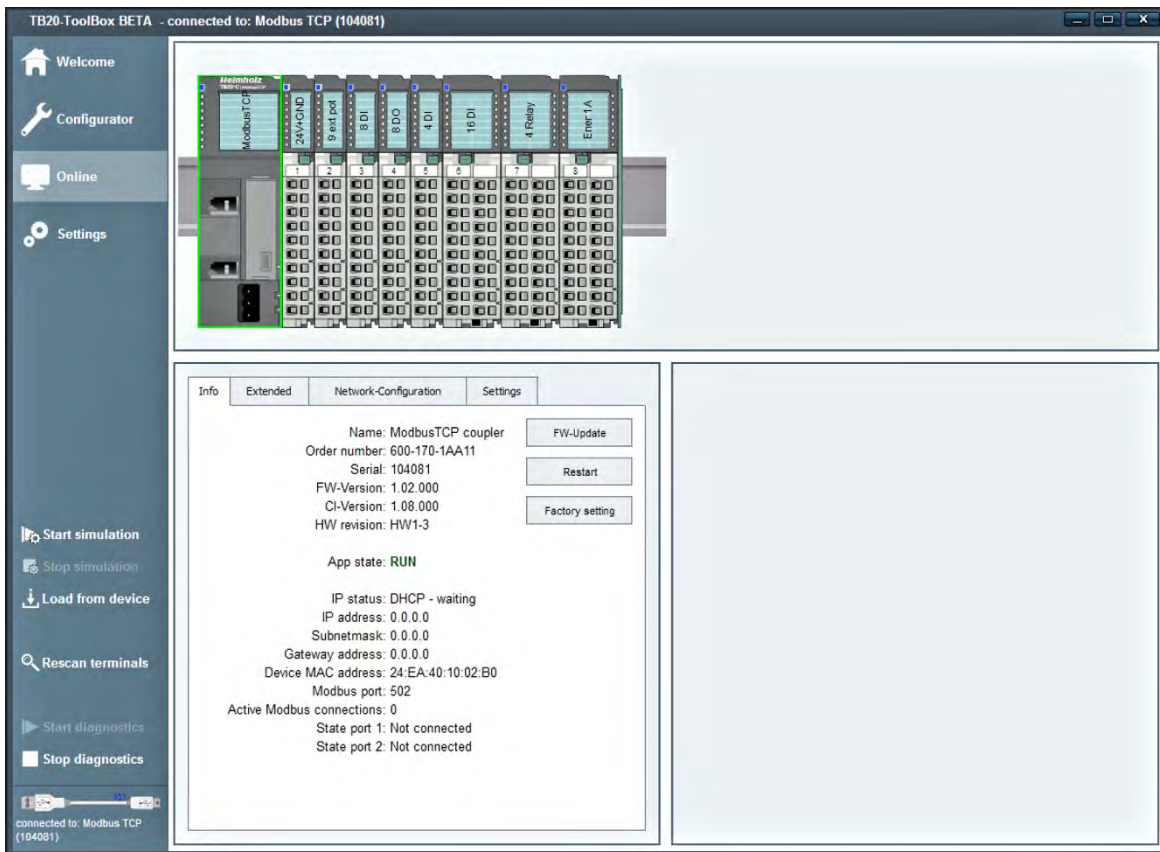 TB20-ToolBox BETA - connected to: Modbus TCP (104081)
Welcome
Configurator
Online
Settings
Start simulation
Stop simulation
Load from device
Rescan terminals
Start diagnostics
Stop diagnostics
connected to: Modbus TCP
(104081)
Helmholz
ModbusTCP
24V+GND
9 ext pot
8 DI
8 DO
4 DI
16 DI
4 Relay
Ener 1A
1 2 3 4 5 6 7 8
Info Extended Network-Configuration Settings
Name: ModbusTCP coupler
Order number: 600-170-1AA11
Serial: 104081
FW-Version: 1.02.000
CI-Version: 1.08.000
HW revision: HW1-3
App state: RUN
IP status: DHCP - waiting
IP address: 0.0.0.0
Subnetmask: 0.0.0.0
Gateway address: 0.0.0.0
Device MAC address: 24:EA:40:10:02:B0
Modbus port: 502
Active Modbus connections: 0
State port 1: Not connected
State port 2: Not connected
FW-Update
Restart
Factory setting